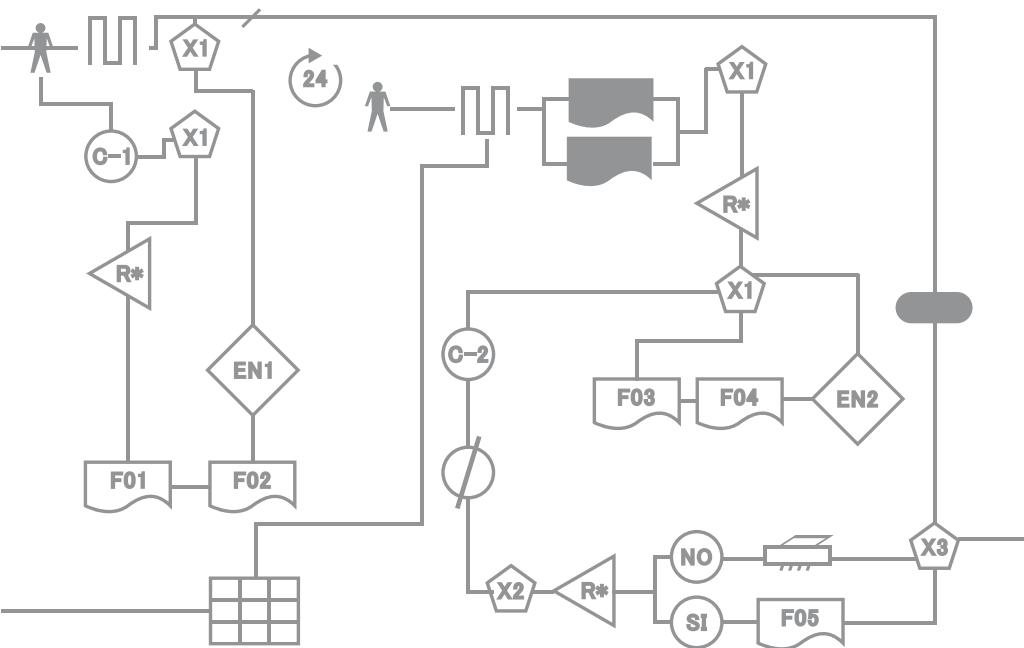 X1
24
X1
X1
C-1
R*
R*
X1
C-2
EN1
F03
F04
EN2
F01
F02
NO
X3
X2
R*
SI
F05